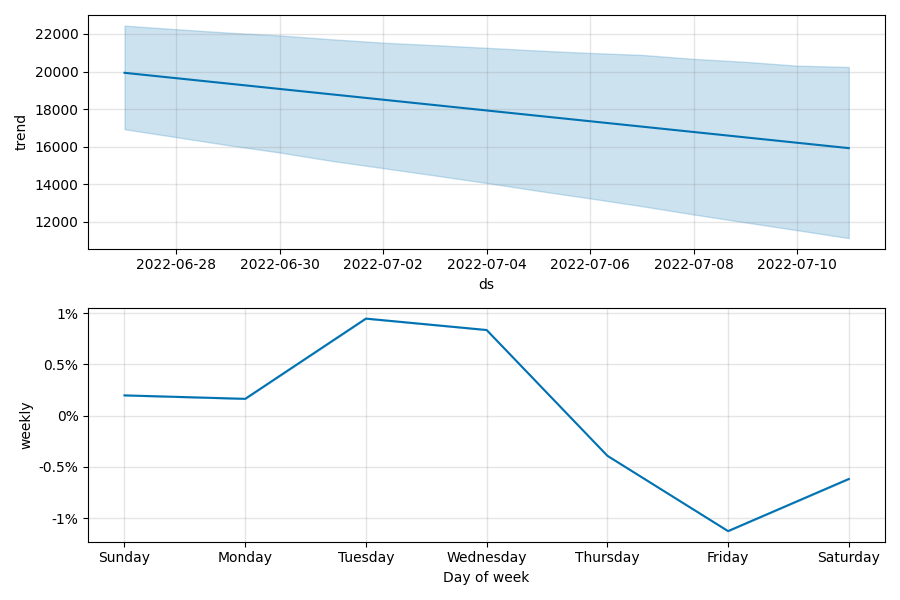 22000
20000
18000
16000
14000
12000
trend
2022-06-28 2022-06-30 2022-07-02 2022-07-04 2022-07-06 2022-07-08 2022-07-10
ds
1%
0.5%
0%
-0.5%
-1%
weekly
Sunday Monday Tuesday Wednesday Thursday Friday Saturday
Day of week